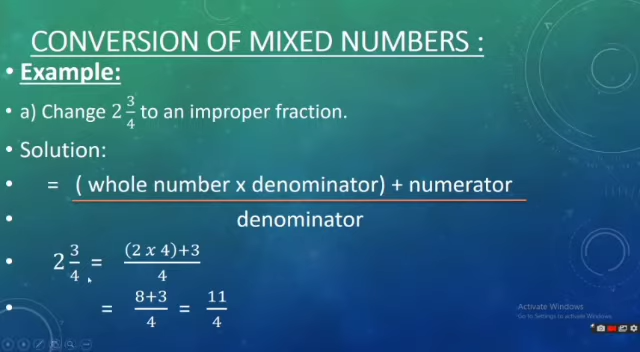 CONVERSION OF MIXED NUMBERS :
• Example:
• a) Change 2 3/4 to an improper fraction.
• Solution:
• = ( whole number x denominator) + numerator
• denominator
• 2 3/4 = (2 x 4)+3 / 4
• = 8+3 / 4 = 11 / 4
Activate Windows
Go to Settings to activate Windows.